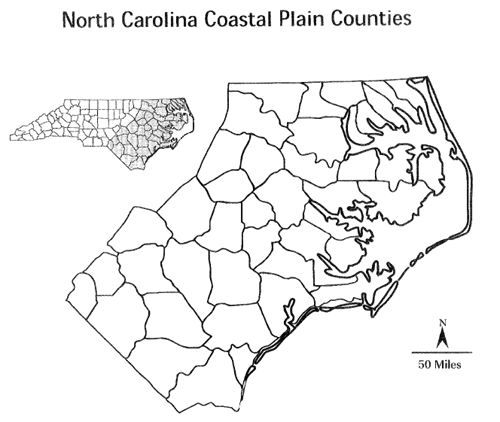 North Carolina Coastal Plain Counties
N
50 Miles